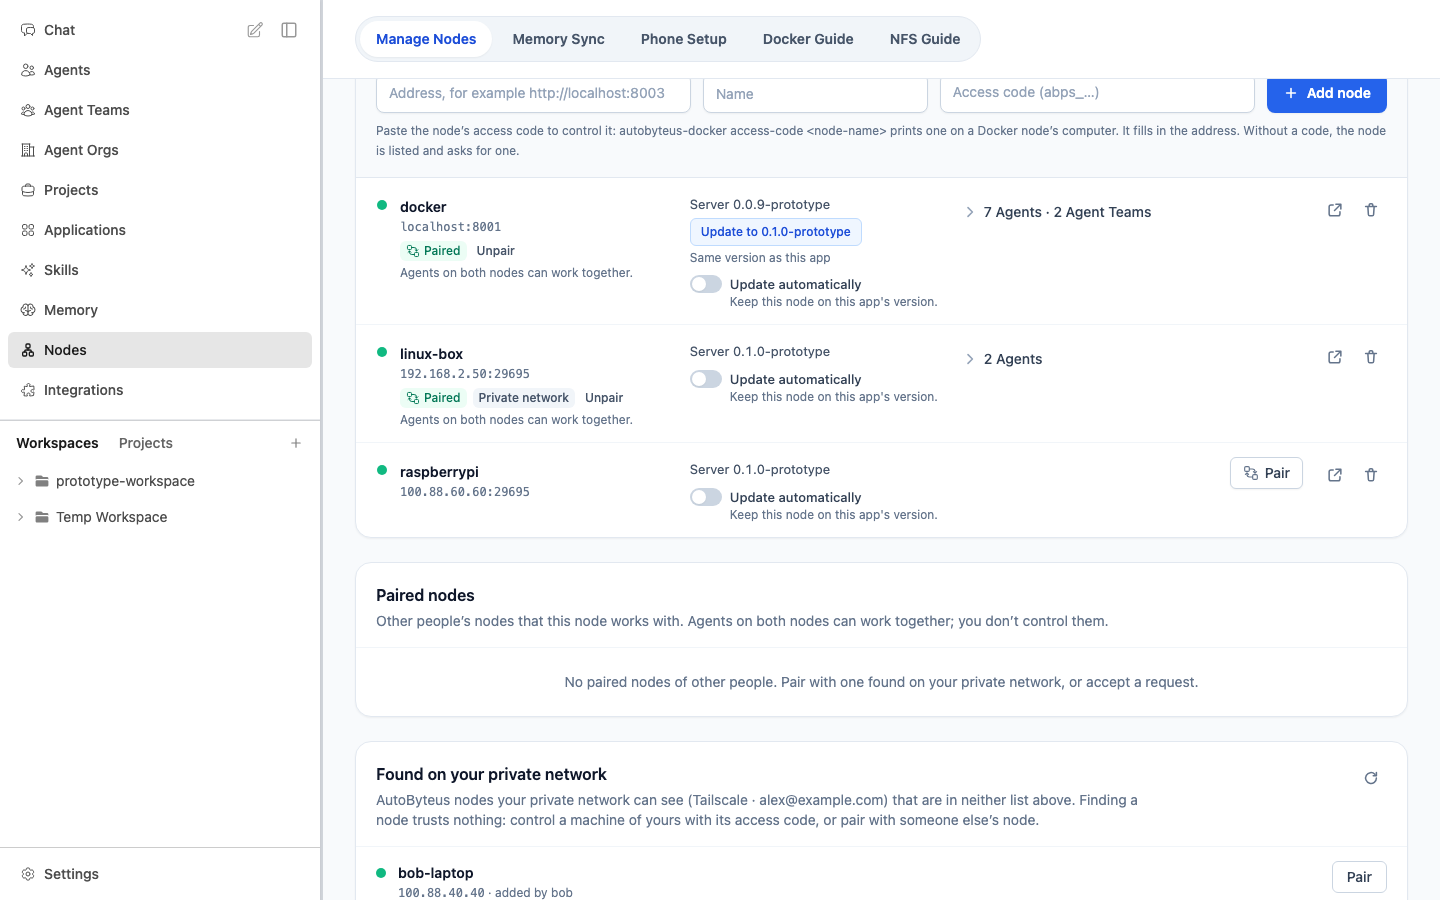 Chat
Agents
Agent Teams
Agent Orgs
Projects
Applications
Skills
Memory
Nodes
Integrations
Workspaces Projects
prototype-workspace
Temp Workspace
Settings
Manage Nodes Memory Sync Phone Setup Docker Guide NFS Guide
Address, for example http://localhost:8003 Name Access code (abps_...) Add node
Paste the node’s access code to control it: autobyteus-docker access-code <node-name> prints one on a Docker node’s computer. It fills in the address. Without a code, the node
is listed and asks for one.
docker
localhost:8001
Paired Unpair
Agents on both nodes can work together.
Server 0.0.9-prototype
Update to 0.1.0-prototype
Same version as this app
Update automatically
Keep this node on this app's version.
7 Agents · 2 Agent Teams
linux-box
192.168.2.50:29695
Paired Private network Unpair
Agents on both nodes can work together.
Server 0.1.0-prototype
Update automatically
Keep this node on this app's version.
2 Agents
raspberrypi
100.88.60.60:29695
Server 0.1.0-prototype
Update automatically
Keep this node on this app's version.
Pair
Paired nodes
Other people’s nodes that this node works with. Agents on both nodes can work together; you don’t control them.
No paired nodes of other people. Pair with one found on your private network, or accept a request.
Found on your private network
AutoByteus nodes your private network can see (Tailscale · alex@example.com) that are in neither list above. Finding a
node trusts nothing: control a machine of yours with its access code, or pair with someone else’s node.
bob-laptop
100.88.40.40 · added by bob
Pair